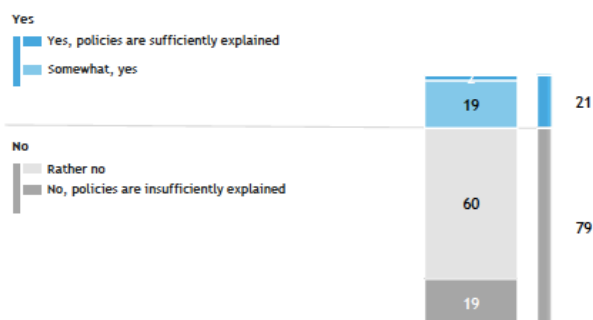 Yes
Yes, policies are sufficiently explained
Somewhat, yes
19
21
No
Rather no
No, policies are insufficiently explained
60
79
19